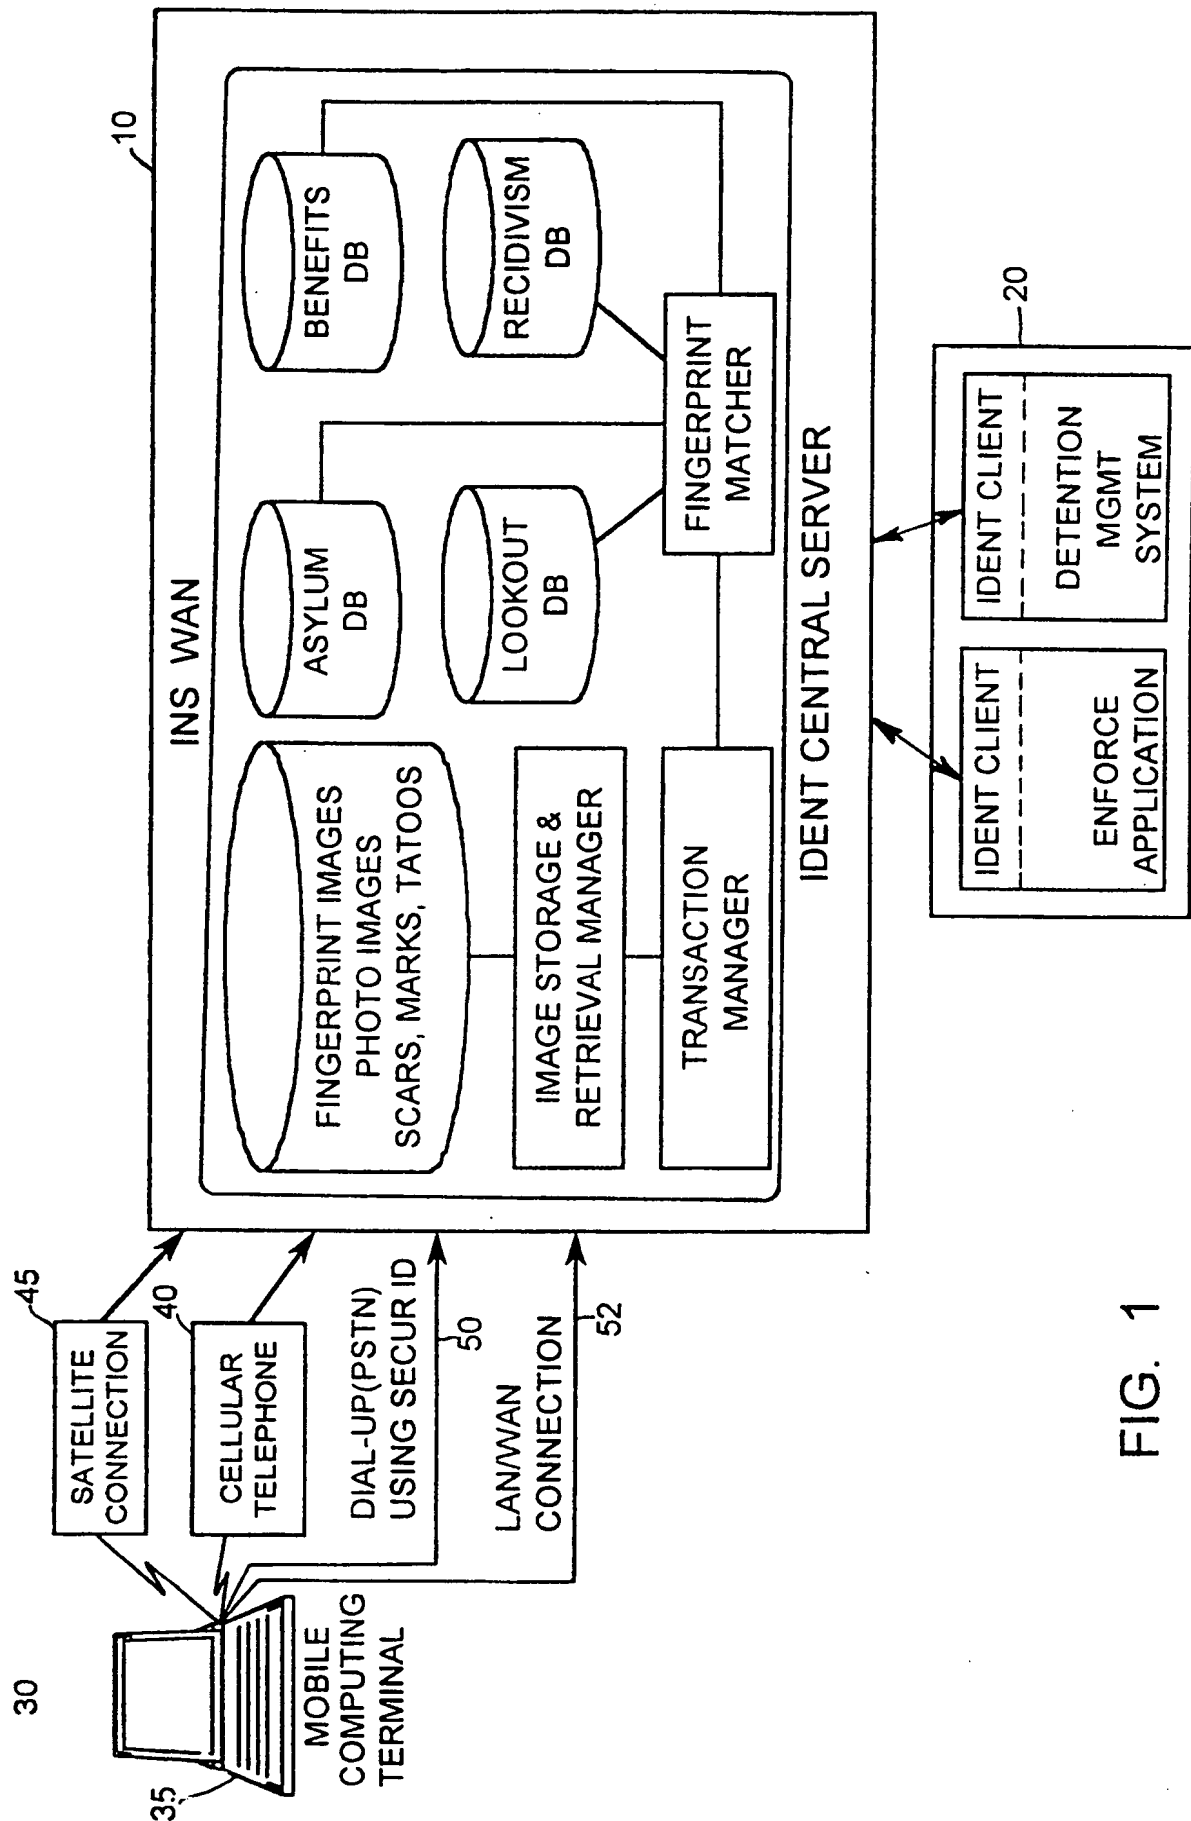 30
35
MOBILE
COMPUTING
TERMINAL
45
SATELLITE
CONNECTION
40
CELLULAR
TELEPHONE
DIAL-UP(PSTN)
USING SECUR ID
50
LAN/WAN
CONNECTION
52
10
INS WAN
FINGERPRINT IMAGES
PHOTO IMAGES
SCARS, MARKS, TATOOS
ASYLUM
DB
BENEFITS
DB
LOOKOUT
DB
RECIDIVISM
DB
IMAGE STORAGE &
RETRIEVAL MANAGER
TRANSACTION
MANAGER
FINGERPRINT
MATCHER
IDENT CENTRAL SERVER
20
IDENT CLIENT
ENFORCE
APPLICATION
IDENT CLIENT
DETENTION
MGMT
SYSTEM
FIG. 1